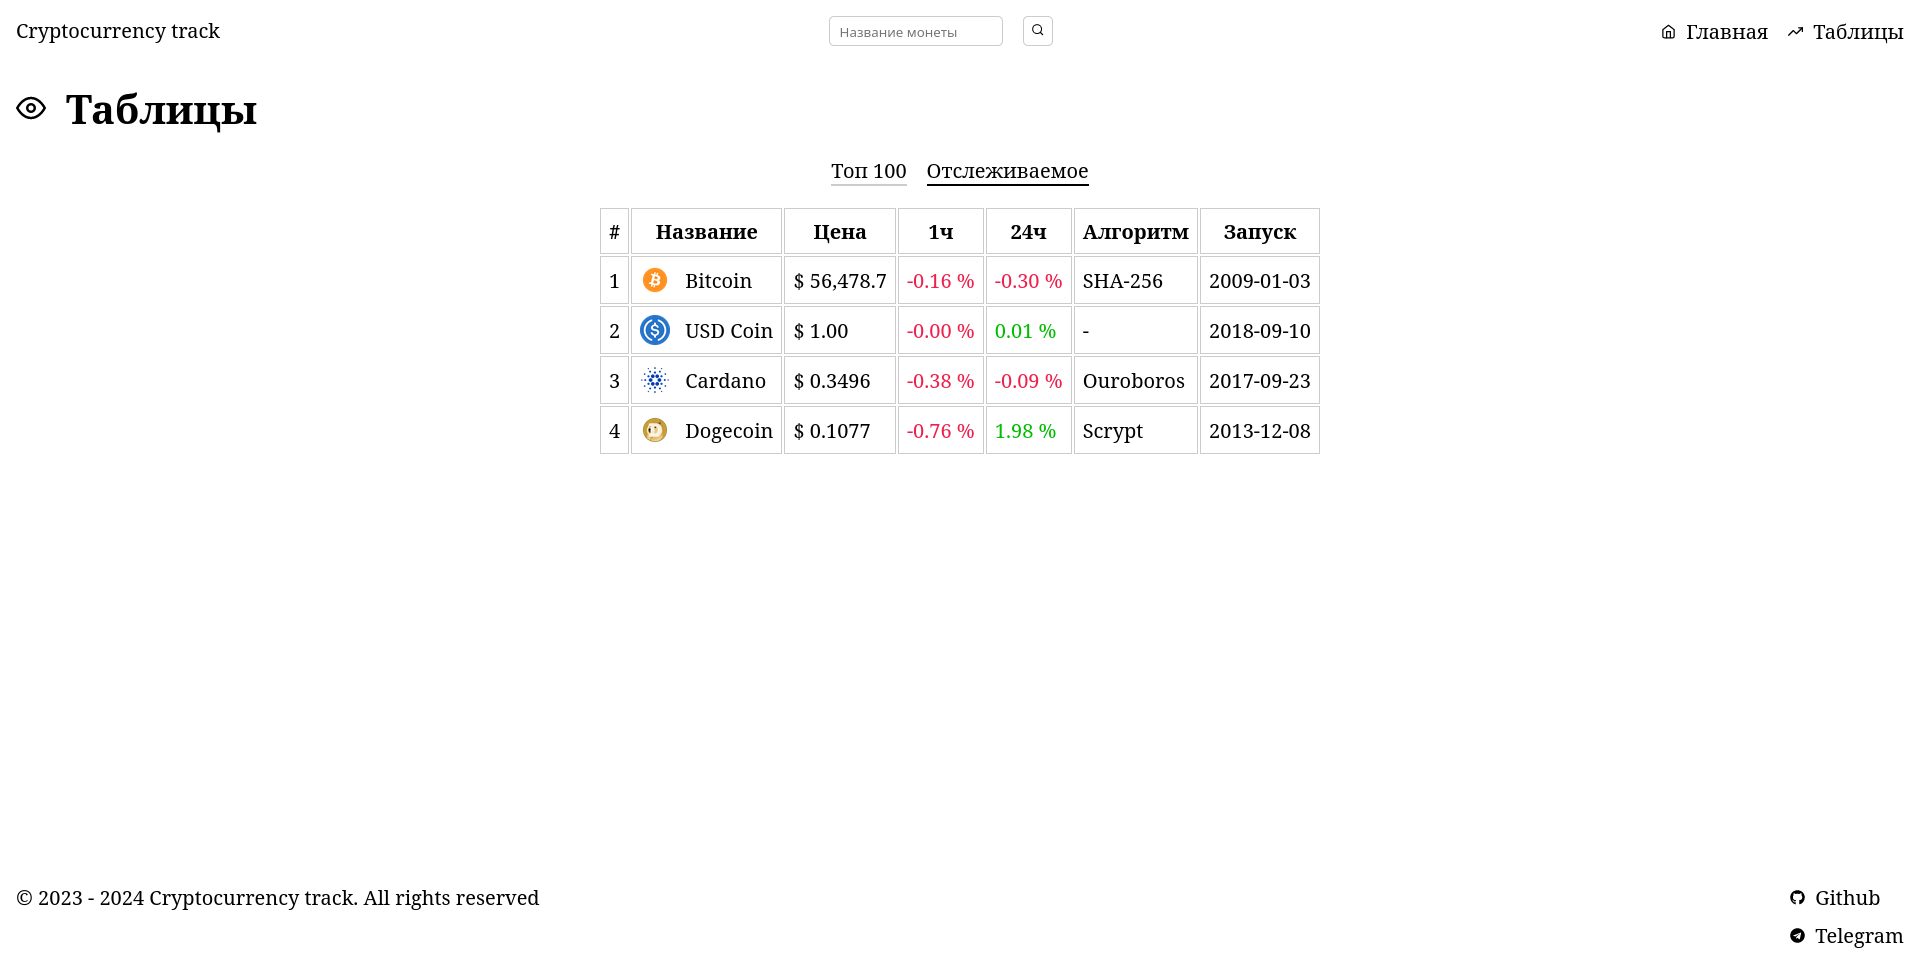 Cryptocurrency track
Название монеты
Главная Таблицы
Таблицы
Топ 100 Отслеживаемое
# Название Цена 1ч 24ч Алгоритм Запуск
1 Bitcoin $ 56,478.7 -0.16 % -0.30 % SHA-256 2009-01-03
2 USD Coin $ 1.00 -0.00 % 0.01 % - 2018-09-10
3 Cardano $ 0.3496 -0.38 % -0.09 % Ouroboros 2017-09-23
4 Dogecoin $ 0.1077 -0.76 % 1.98 % Scrypt 2013-12-08
© 2023 - 2024 Cryptocurrency track. All rights reserved
Github
Telegram